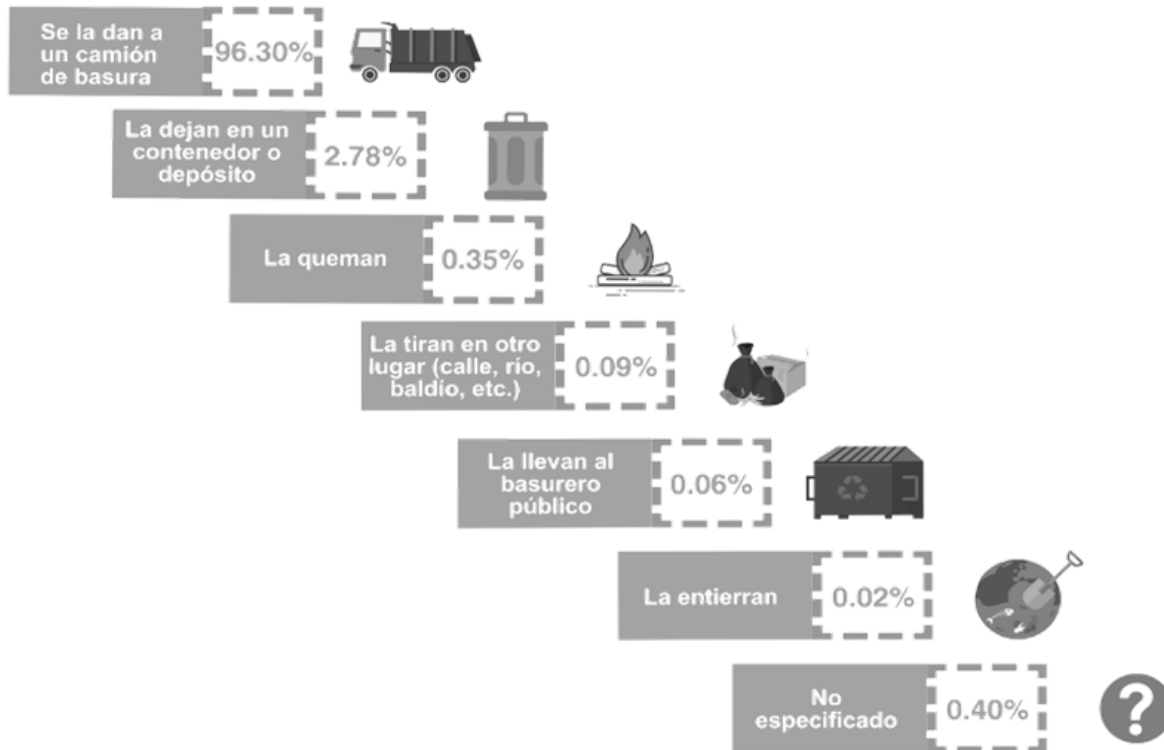 Se la dan a
un camión
de basura
96.30%
La dejan en un
contenedor o
depósito
2.78%
La queman
0.35%
La tiran en otro
lugar (calle, río,
baldío, etc.)
0.09%
La llevan al
basurero
público
0.06%
La entierran
0.02%
No
especificado
0.40%
?